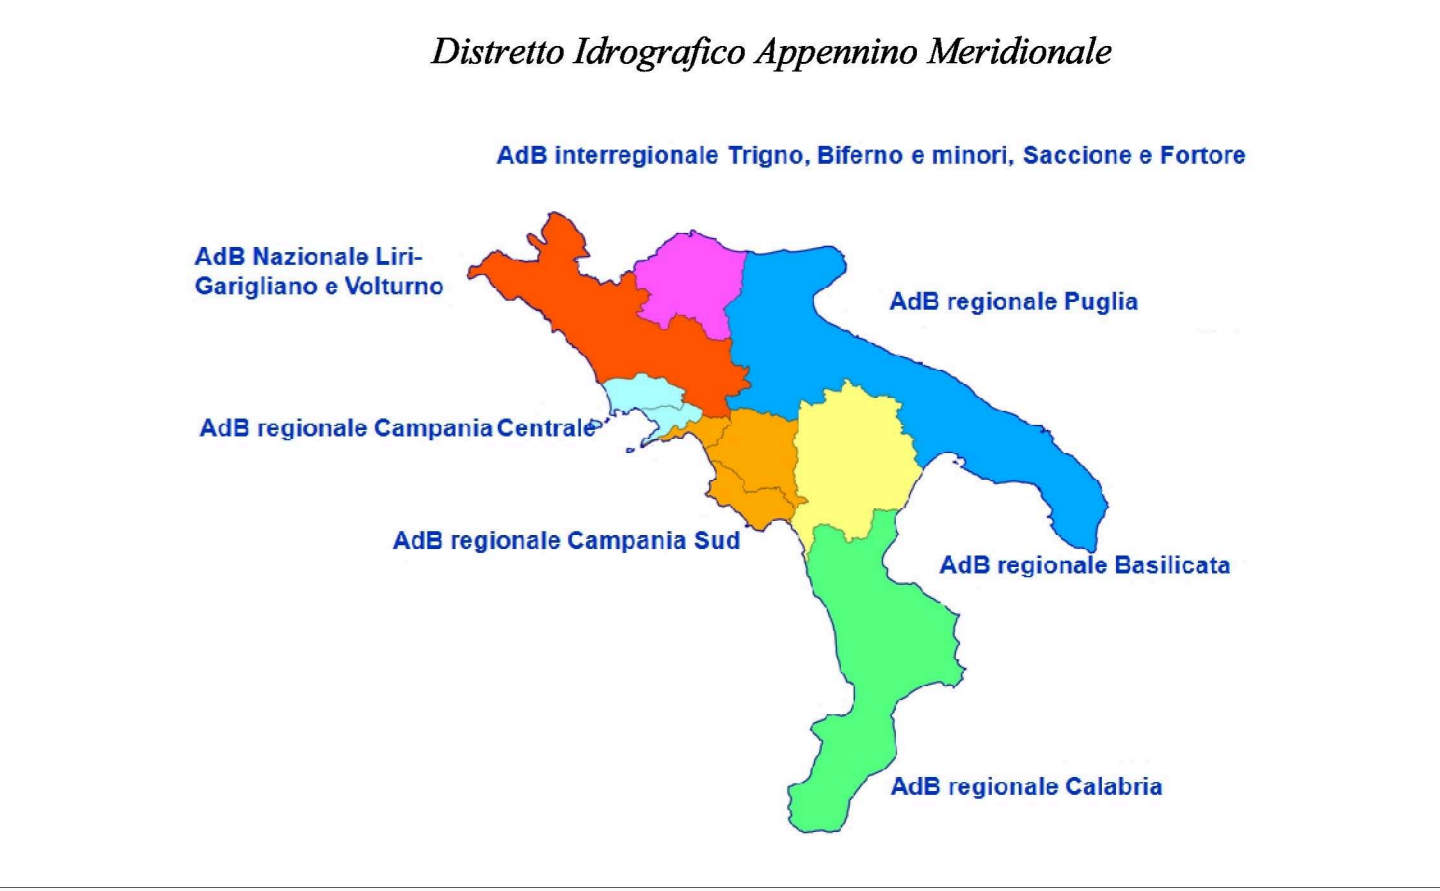 Distretto Idrografico Appennino Meridionale
AdB interregionale Trigno, Biferno e minori, Saccione e Fortore
AdB Nazionale Liri-
Garigliano e Volturno
AdB regionale Puglia
AdB regionale Campania Centrale
AdB regionale Campania Sud
AdB regionale Basilicata
AdB regionale Calabria